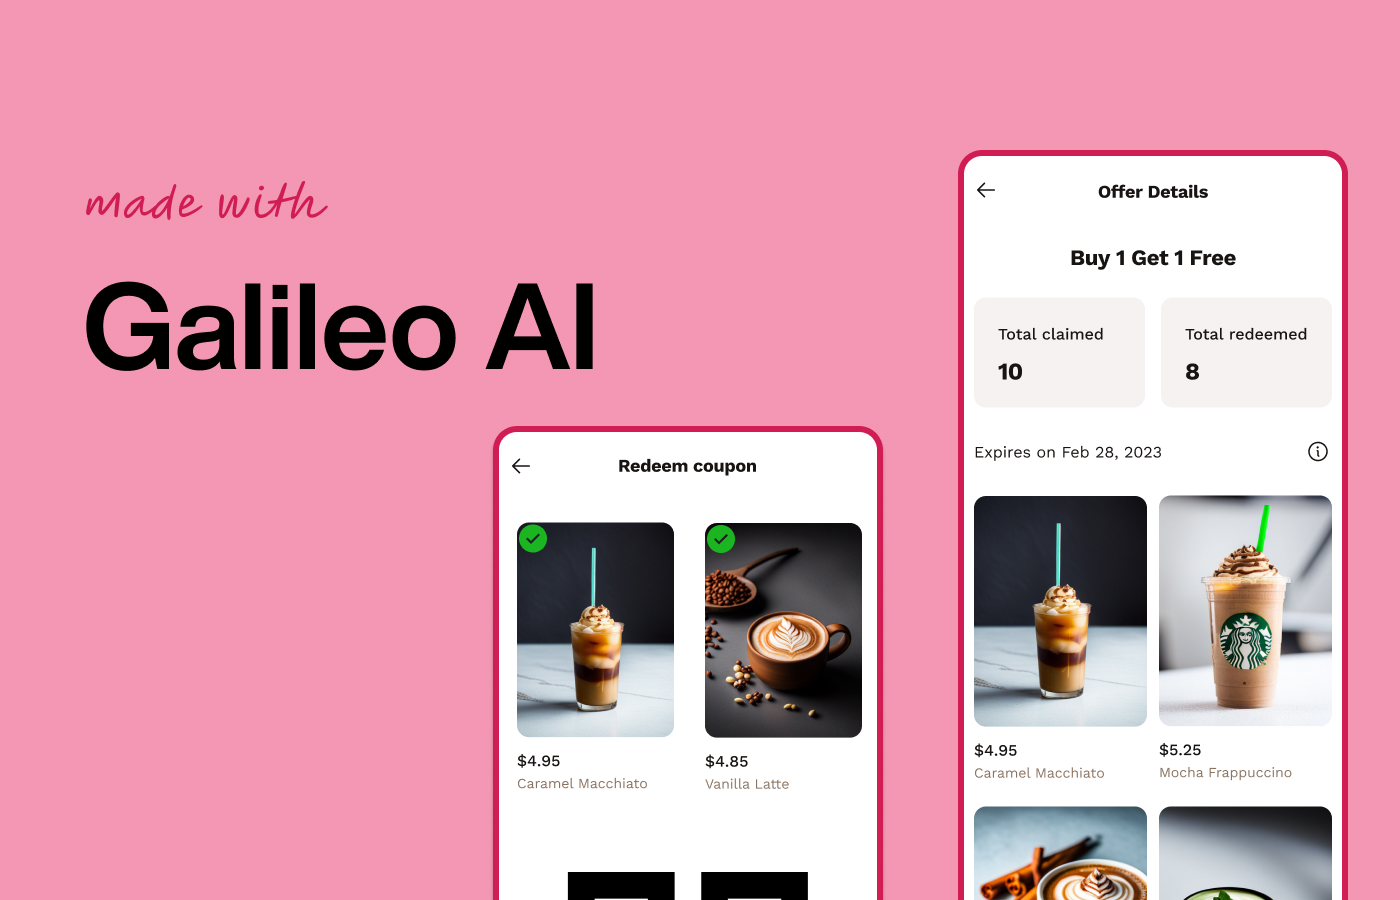 made with
Galileo AI
Redeem coupon
$4.95
Caramel Macchiato
$4.85
Vanilla Latte
Offer Details
Buy 1 Get 1 Free
Total claimed
10
Total redeemed
8
Expires on Feb 28, 2023
$4.95
Caramel Macchiato
$5.25
Mocha Frappuccino